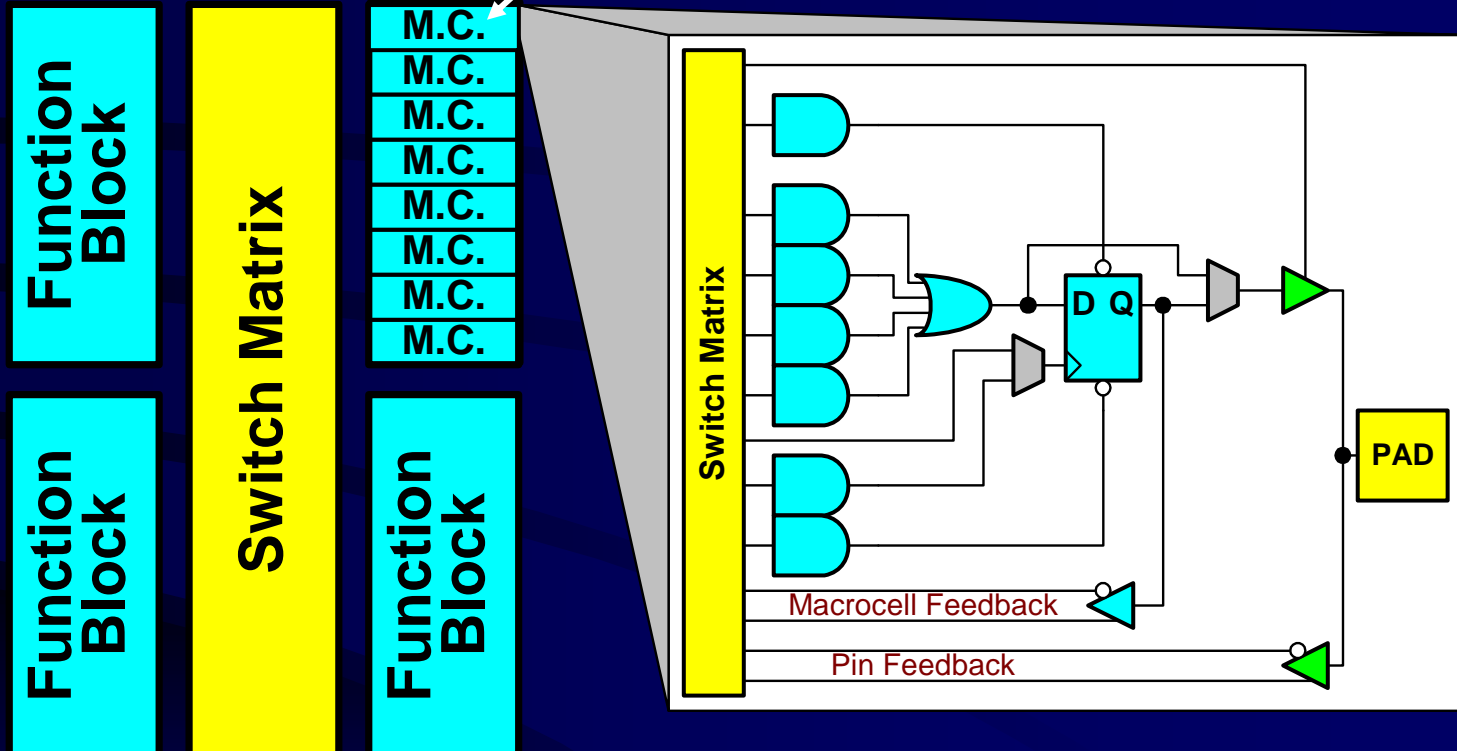 Function
Block
Switch Matrix
M.C.
M.C.
M.C.
M.C.
M.C.
M.C.
M.C.
M.C.
Function
Block
Function
Block
Switch Matrix
D Q
PAD
Macrocell Feedback
Pin Feedback